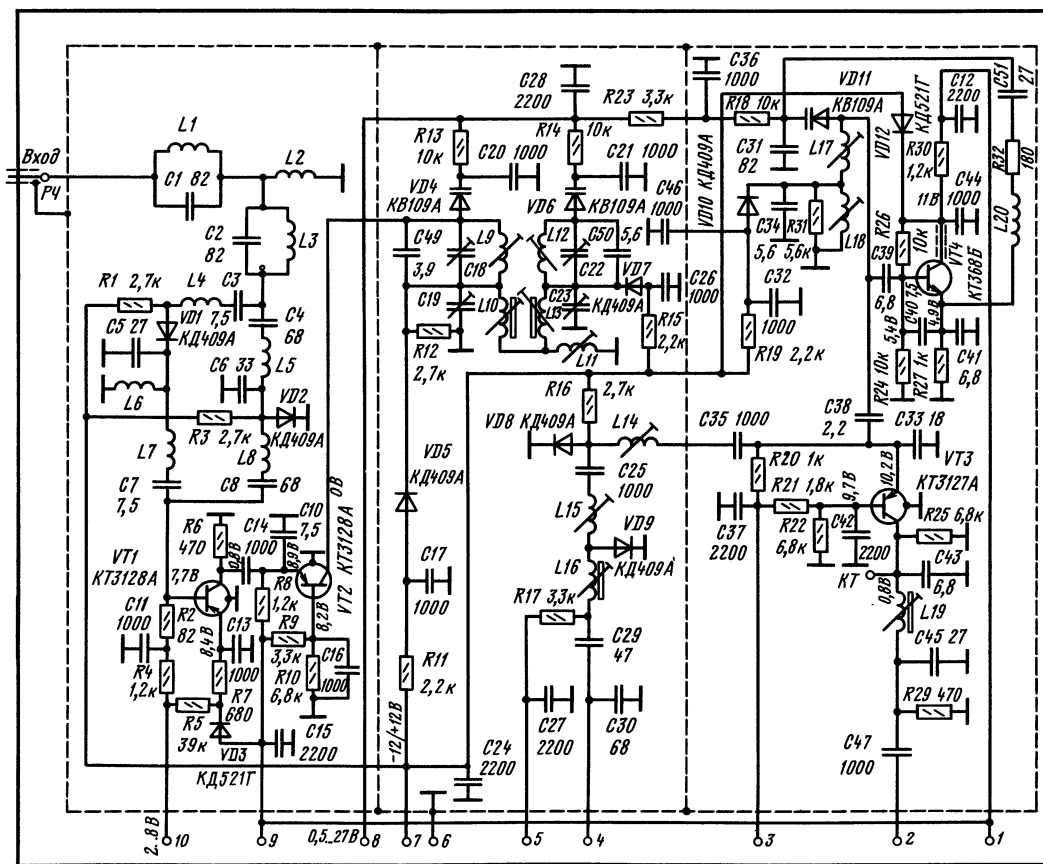 Вход
РЧ
L1
C1 82
L2
C2
82
L3
R1 2,7к
L4
C3
7,5
VD1
КД409А
C5 27
C4
68
L5
C6 33
L6
VD2
КД409А
R3 2,7к
L7
L8
C7
7,5
C8
68
R6
470
C14
1000
C10
7,5
0,8В
8,9В
0В
КТ3128А
VT2
VT1
КТ3128А
7,7В
R8
1,2к
8,2В
C11
1000
R2
82
8,4В
C13
1000
R9
3,3к
R10
6,8к
C16
1000
R4
1,2к
R7
680
R5
39к
VD3
КД521Г
C15
2200
C28
2200
R23 3,3к
R13
10к
R14
10к
C20 1000
C21 1000
VD4
КВ109А
VD6
КВ109А
C46
1000
C49
3,9
L9
L12
C50 5,6
C18
C22
VD7
КД409А
C26
1000
C19
L10
C23
L13
R12
2,7к
L11
R15
2,2к
R16
2,7к
VD8 КД409А
L14
VD5
КД409А
C25
1000
L15
VD9
КД409А
L16
C17
1000
R17 3,3к
C29
47
R11
2,2к
-12/+12В
C27
2200
C30
68
C24
2200
C36
1000
R18 10к
VD11
КВ109А
VD10 КД409А
C31
82
L17
C34
5,6
R31
5,6к
L18
C32
1000
R19 2,2к
VD12
КД521Г
C12
2200
C51
27
R30
1,2к
R32
180
11В
C44
1000
L20
R26
10к
C39
6,8
VT4
КТ368Б
C40 7,5
4,9В
5,4В
R24 10к
R27 1к
C41
6,8
C38
2,2
C33 18
C35 1000
R20 1к
10,2В
VT3
КТ3127А
R21
1,8к
9,7В
C37
2200
R22
6,8к
C42
2200
R25 6,8к
C43
6,8
КТ
0,8В
L19
C45 27
R29 470
C47
1000
2..8В
10
9
0,5...27В
8
7
6
5
4
3
2
1